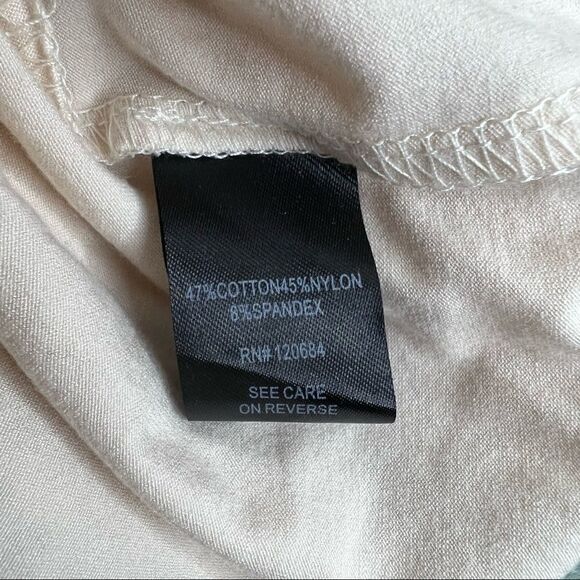 47%COTTON45%NYLON
8%SPANDEX
RN# 120684
SEE CARE
ON REVERSE